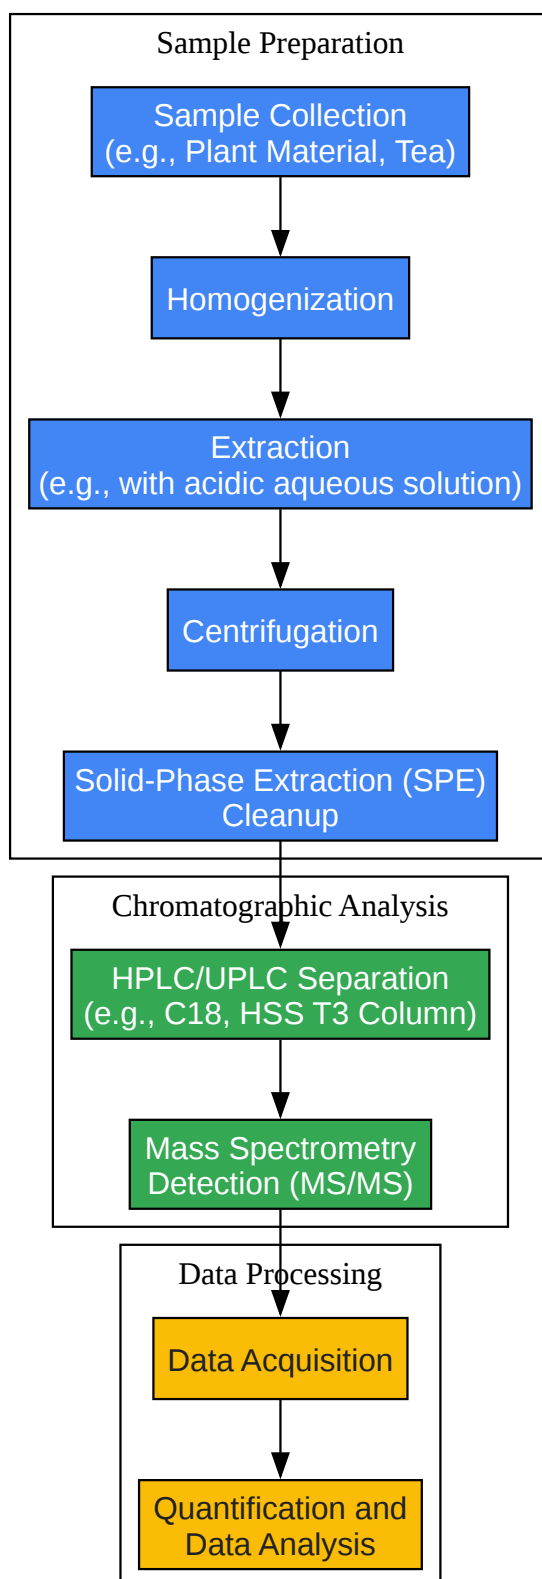 Sample Preparation
Sample Collection
(e.g., Plant Material, Tea)
Homogenization
Extraction
(e.g., with acidic aqueous solution)
Centrifugation
Solid-Phase Extraction (SPE)
Cleanup
Chromatographic Analysis
HPLC/UPLC Separation
(e.g., C18, HSS T3 Column)
Mass Spectrometry
Detection (MS/MS)
Data Processing
Data Acquisition
Quantification and
Data Analysis